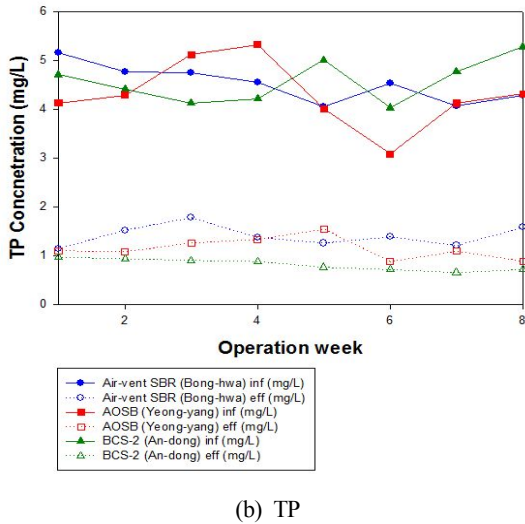 TP Concnetration (mg/L)
6
5
4
3
2
1
0
2
4
6
8
Operation week
Air-vent SBR (Bong-hwa) inf (mg/L)
Air-vent SBR (Bong-hwa) eff (mg/L)
AOSB (Yeong-yang) inf (mg/L)
AOSB (Yeong-yang) eff (mg/L)
BCS-2 (An-dong) inf (mg/L)
BCS-2 (An-dong) eff (mg/L)
(b) TP